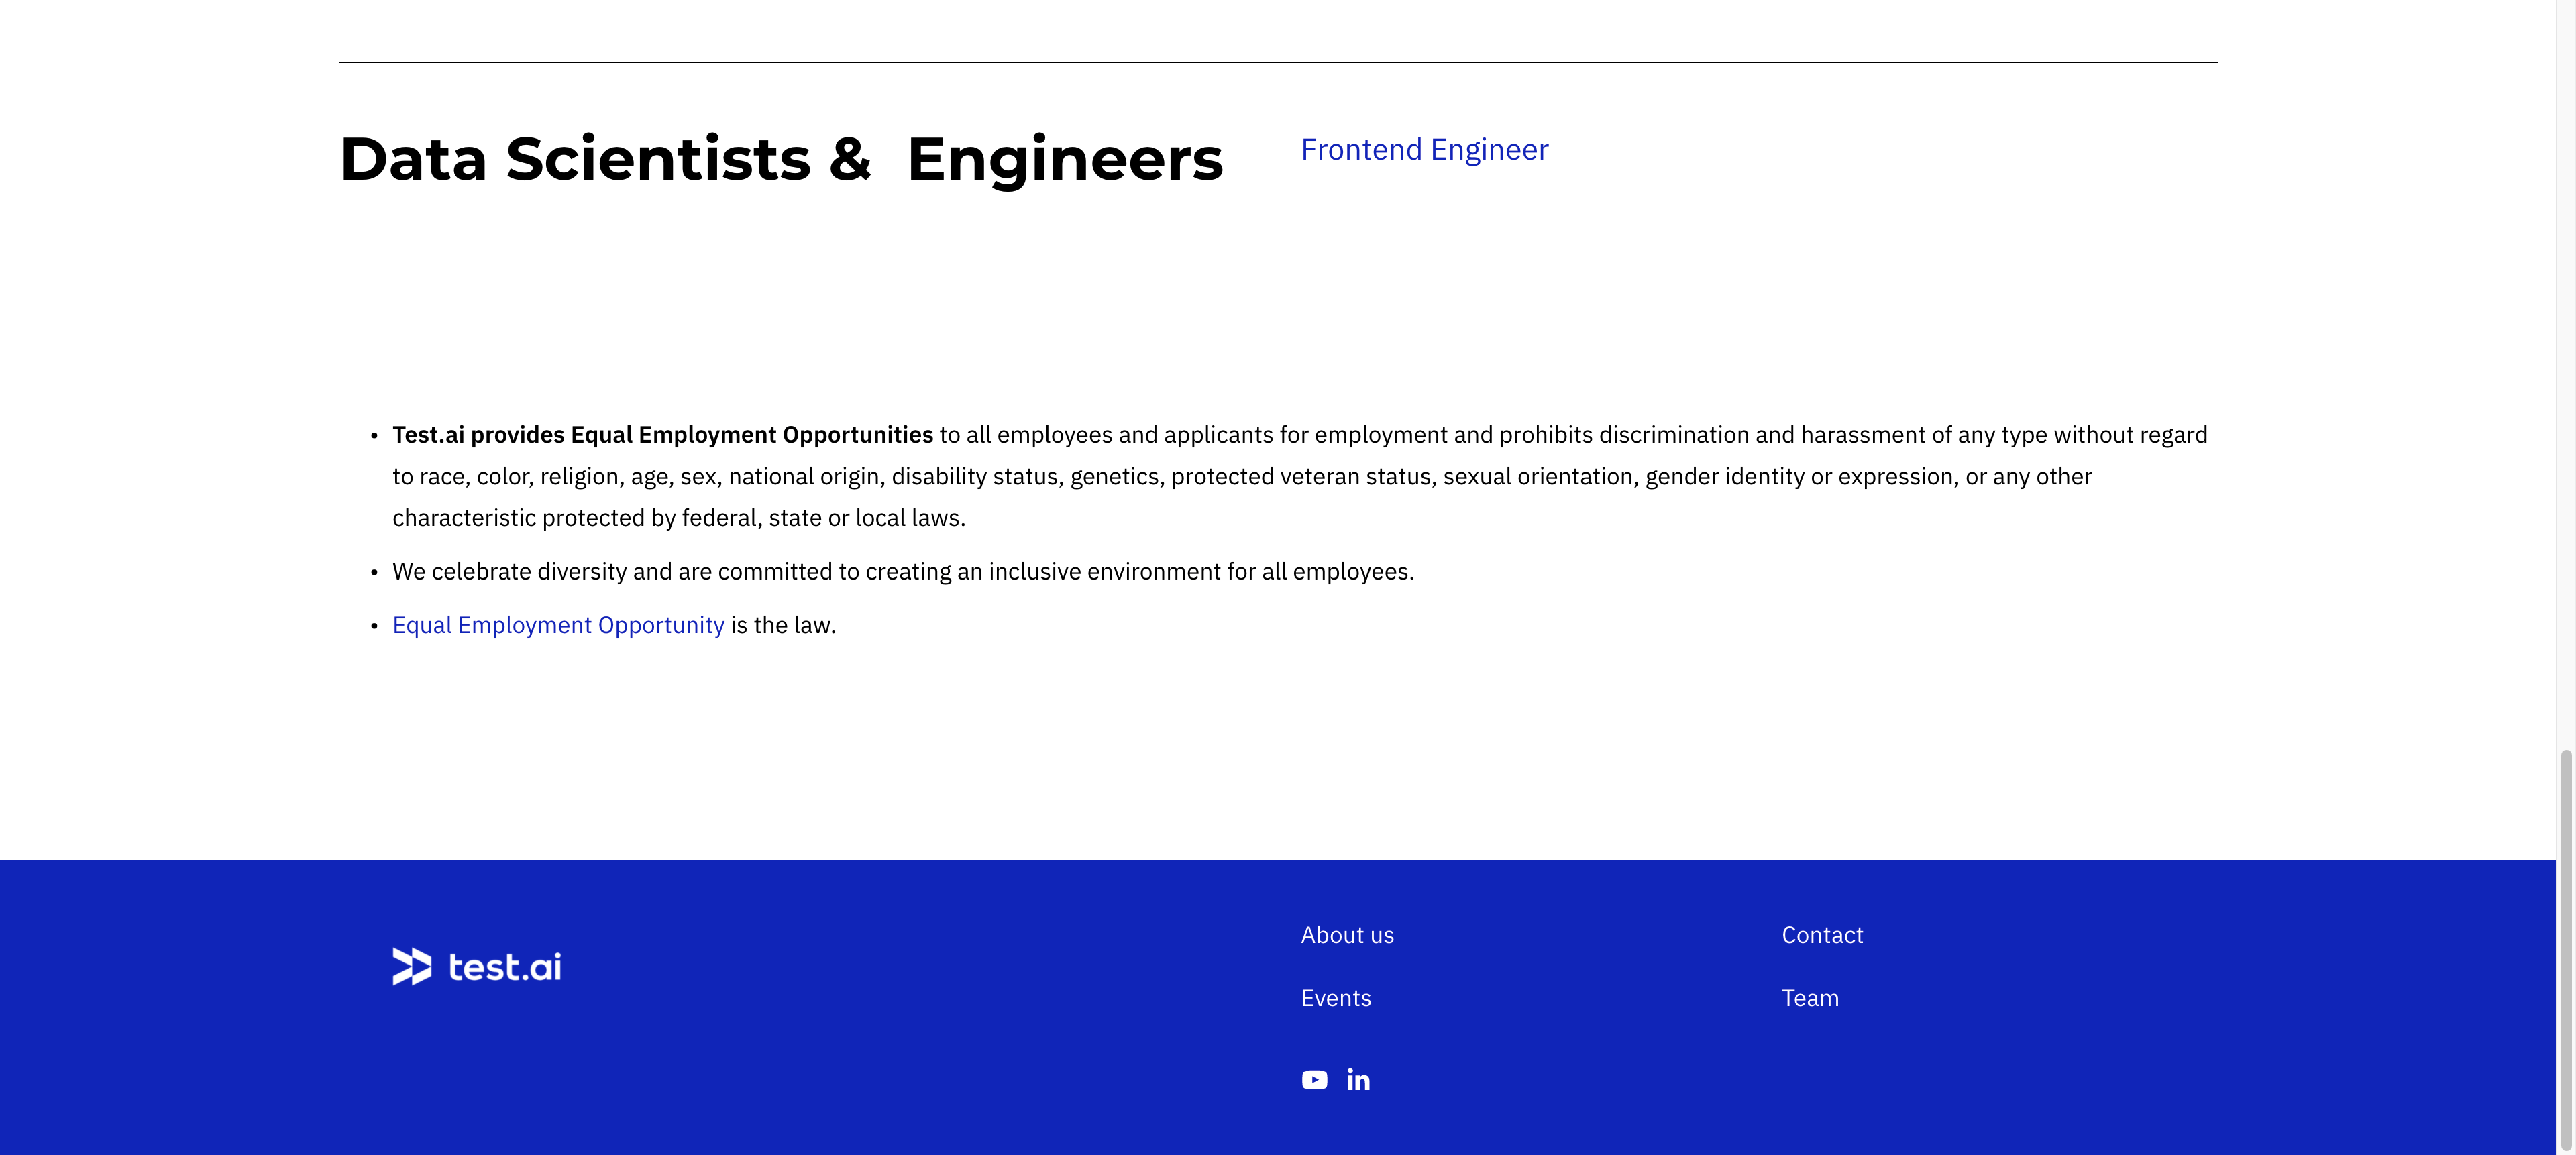 Data Scientists &  Engineers
Frontend Engineer
• Test.ai provides Equal Employment Opportunities to all employees and applicants for employment and prohibits discrimination and harassment of any type without regard
to race, color, religion, age, sex, national origin, disability status, genetics, protected veteran status, sexual orientation, gender identity or expression, or any other
characteristic protected by federal, state or local laws.
• We celebrate diversity and are committed to creating an inclusive environment for all employees.
• Equal Employment Opportunity is the law.
test.ai
About us
Contact
Events
Team
in